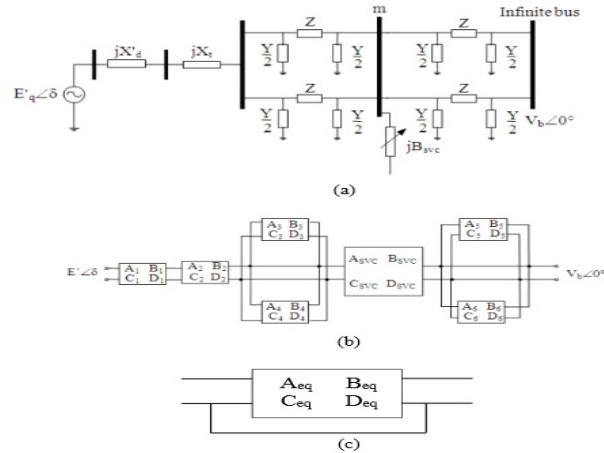 m
Infinite bus
jX'd
jXt
Z
Z
Y/2
Y/2
Y/2
Y/2
E'q∠δ
Z
Z
Y/2
Y/2
Y/2
Y/2
Vb∠0°
jBsvc
(a)
A3 B3
C3 D3
A5 B5
C5 D5
E'∠δ
A1 B1
C1 D1
A2 B2
C2 D2
ASVC BSVC
CSVC DSVC
Vb∠0°
A4 B4
C4 D4
A6 B6
C6 D6
(b)
Aeq Beq
Ceq Deq
(c)